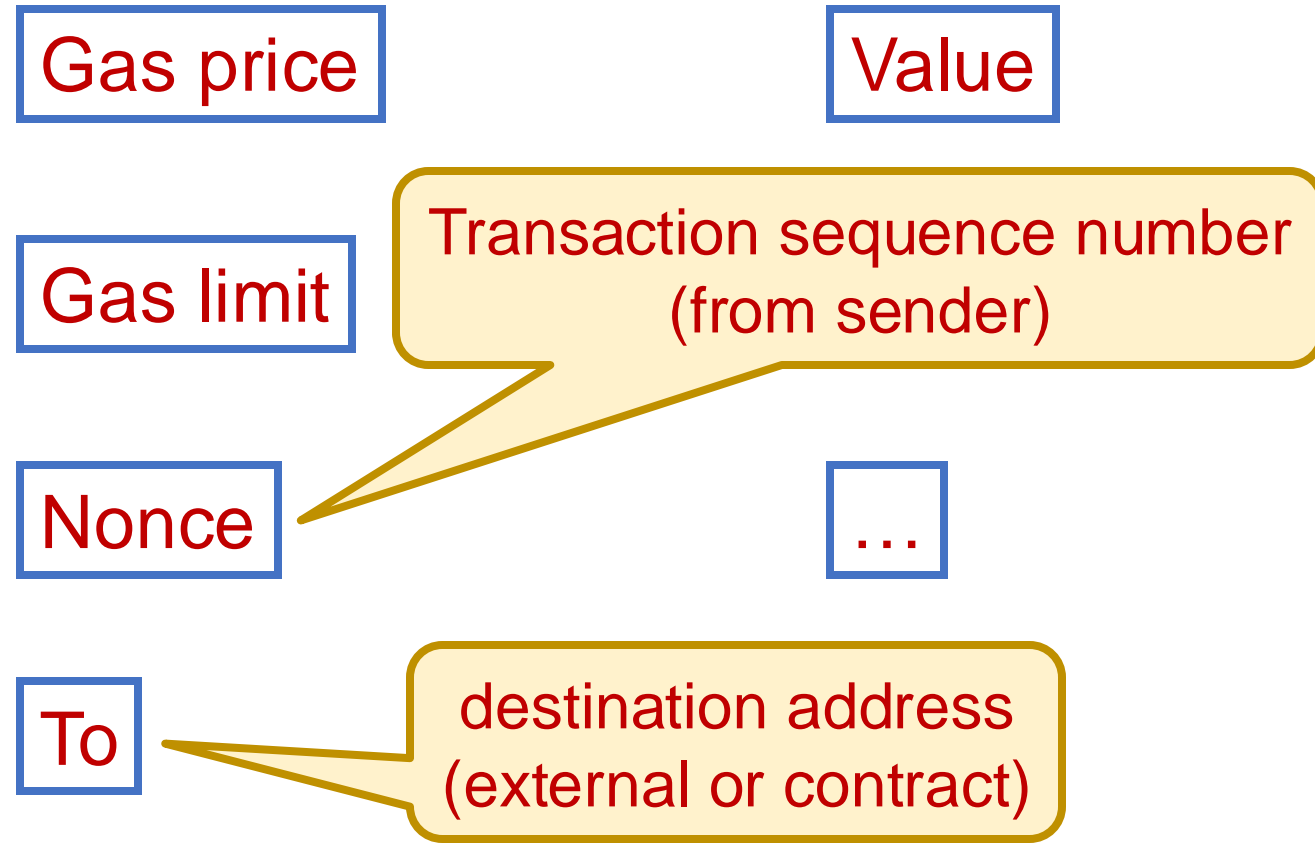 Gas price
Value
Transaction sequence number
(from sender)
Gas limit
Nonce
…
To
destination address
(external or contract)